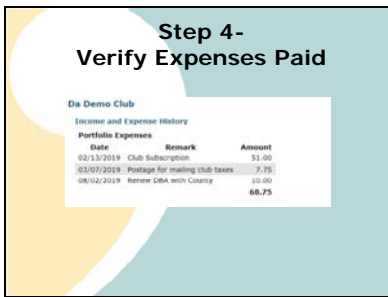 Step 4-
Verify Expenses Paid
Da Demo Club
Income and Expense History
Portfolio Expenses
Date Remark Amount
02/13/2019 Club Subscription 51.00
03/07/2019 Postage for mailing club taxes 7.75
08/02/2019 Renew DBA with County 10.00
68.75